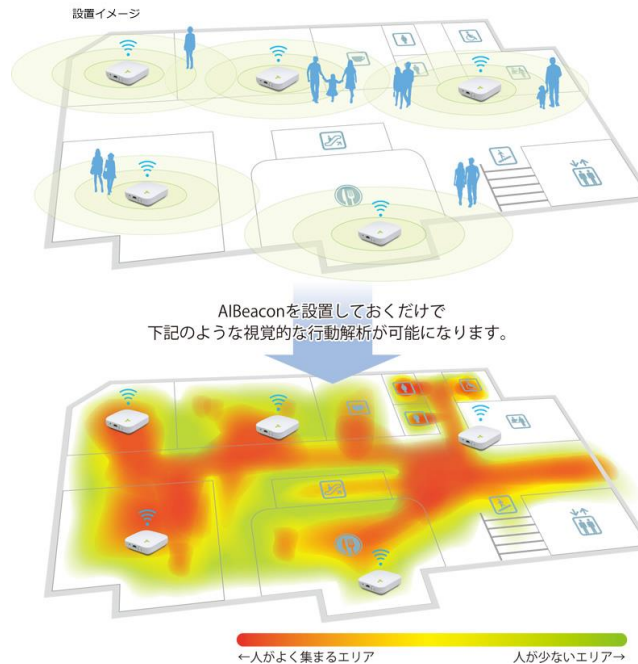 設置イメージ
AIBeaconを設置しておくだけで
下記のような視覚的な行動解析が可能になります。
←人がよく集まるエリア
人が少ないエリア→